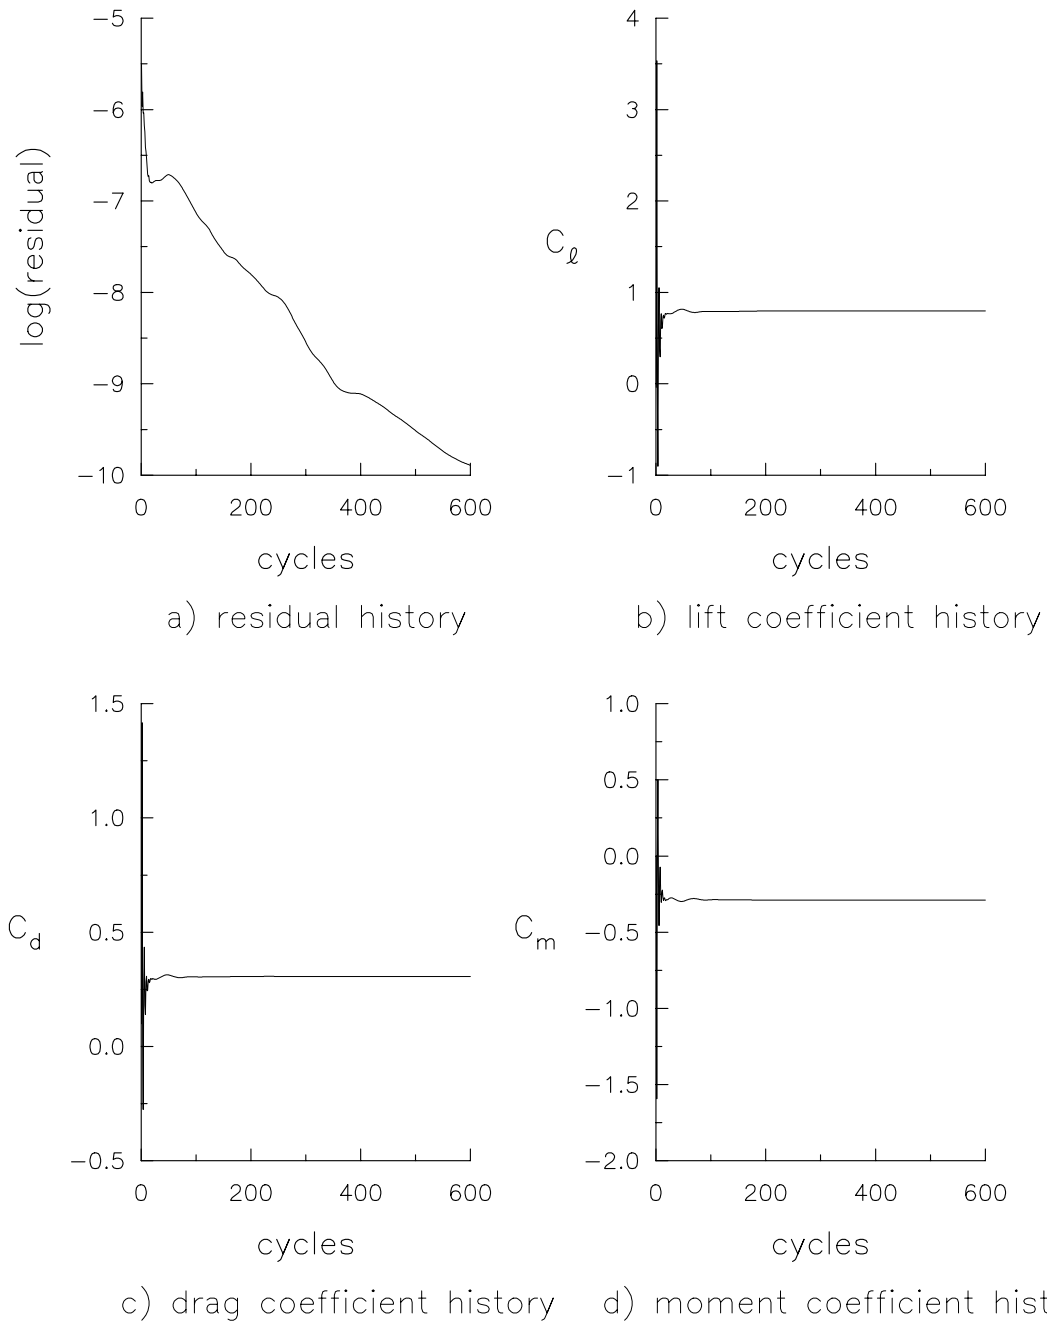 -5
-6
-7
-8
-9
-10
log(residual)
0 200 400 600
cycles
a) residual history
4
3
2
1
0
-1
Cℓ
0 200 400 600
cycles
b) lift coefficient history
1.5
1.0
0.5
0.0
-0.5
Cd
0 200 400 600
cycles
c) drag coefficient history
1.0
0.5
0.0
-0.5
-1.0
-1.5
-2.0
Cm
0 200 400 600
cycles
d) moment coefficient hist